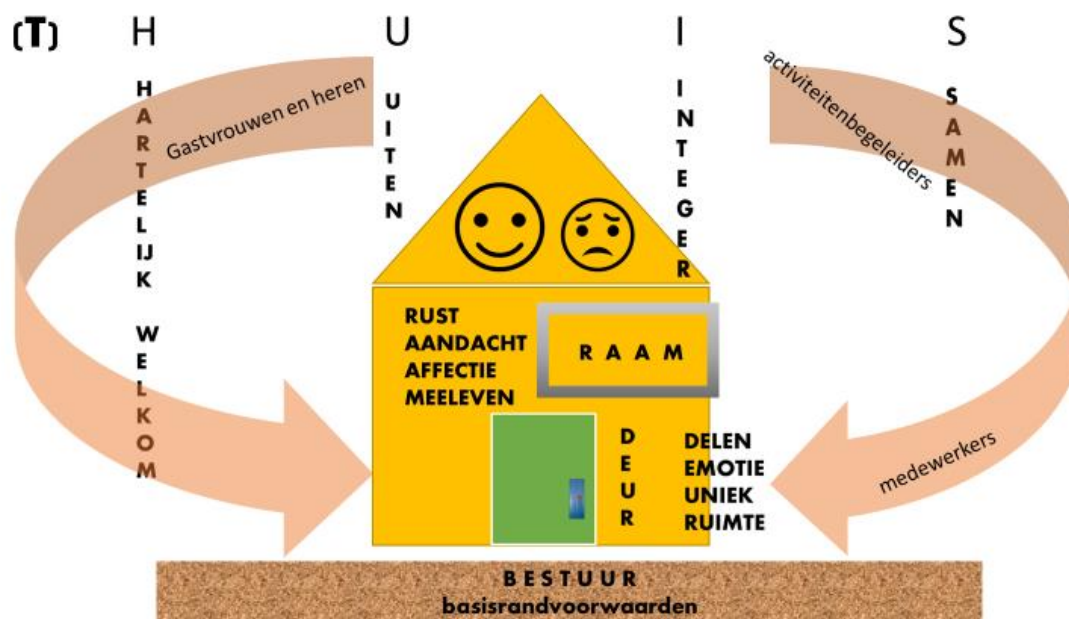 (T) H U I S
HARTELIJK WELKOM
Gastvrouwen en heren
UITEN
INTEGER
activiteitenbegeleiders
SAMEN
RUST
AANDACHT
AFFECTIE
MEELEVEN
RAAM
DEUR
DELEN
EMOTIE
UNIEK
RUIMTE
medewerkers
BESTUUR
basisrandvoorwaarden